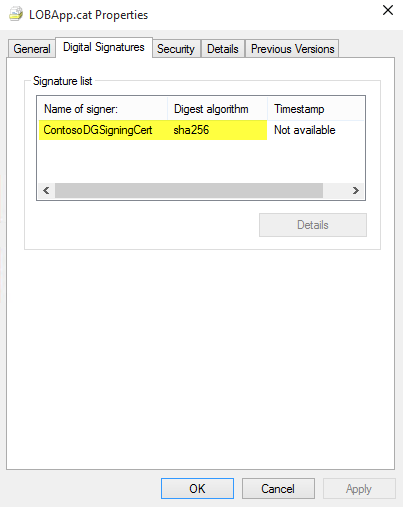 LOBApp.cat Properties
General Digital Signatures Security Details Previous Versions
Signature list
Name of signer: Digest algorithm Timestamp
ContosoDGSigningCert sha256 Not available
Details
OK Cancel Apply